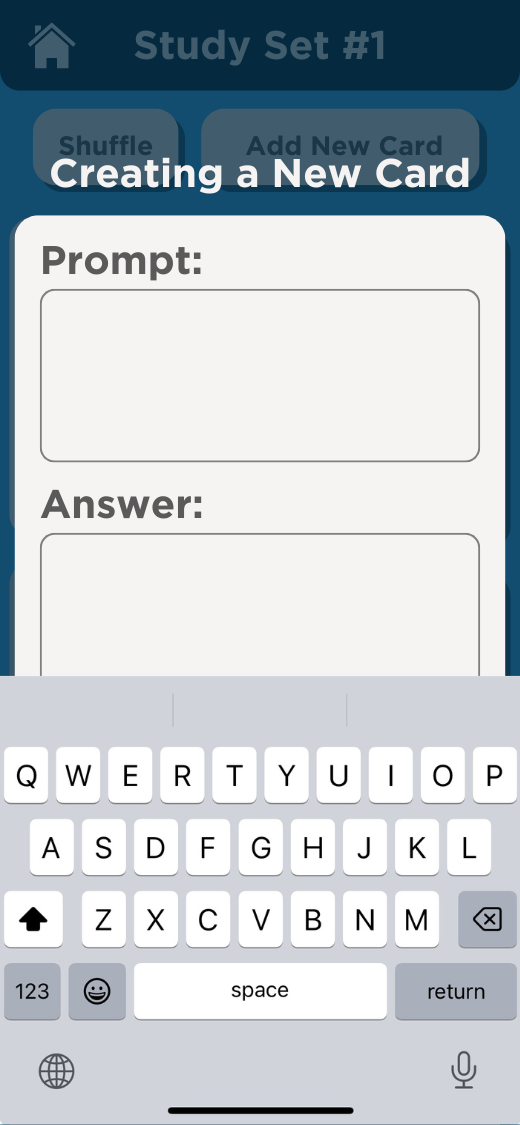 Study Set #1
Shuffle Add New Card
Creating a New Card
Prompt:
Answer:
Q W E R T Y U I O P
A S D F G H J K L
Z X C V B N M
123 space return